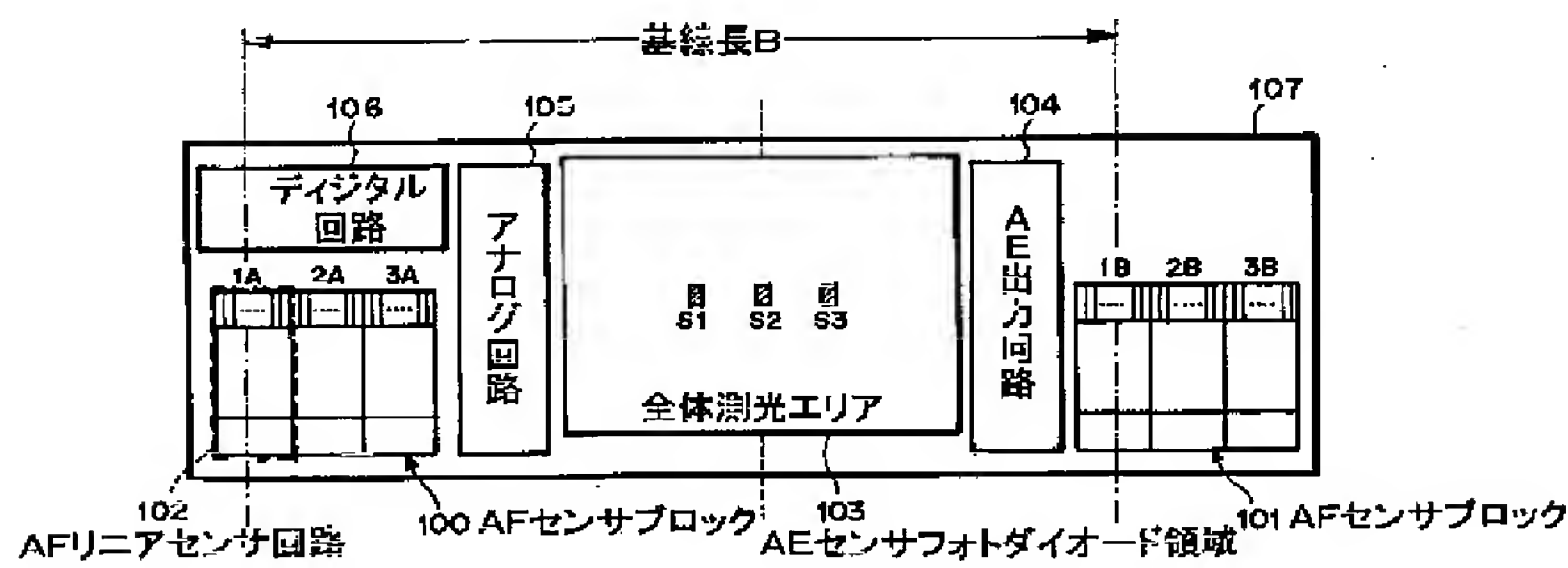 基線長B
106
105
104
107
ディジタル
回路
アナログ回路
AE出力回路
1A 2A 3A
1B 2B 3B
S1 S2 S3
全体測光エリア
102
AFリニアセンサ回路
100 AFセンサブロック
103
AEセンサフォトダイオード領域
101 AFセンサブロック